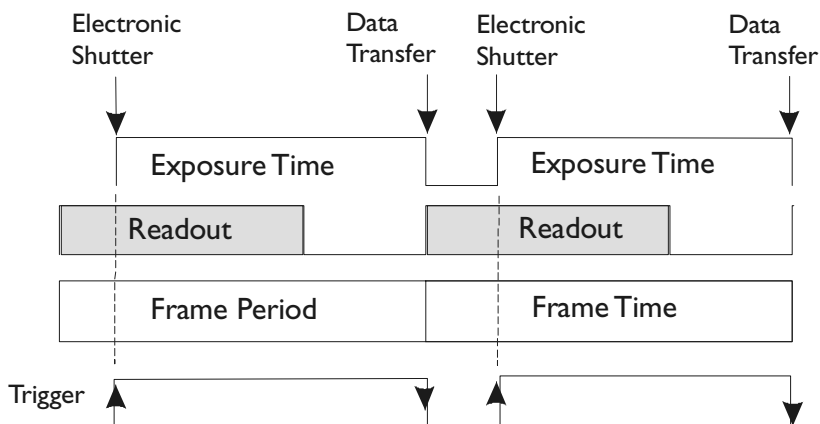 Electronic Shutter
Data Transfer
Electronic Shutter
Data Transfer
Exposure Time
Exposure Time
Readout
Readout
Frame Period
Frame Time
Trigger